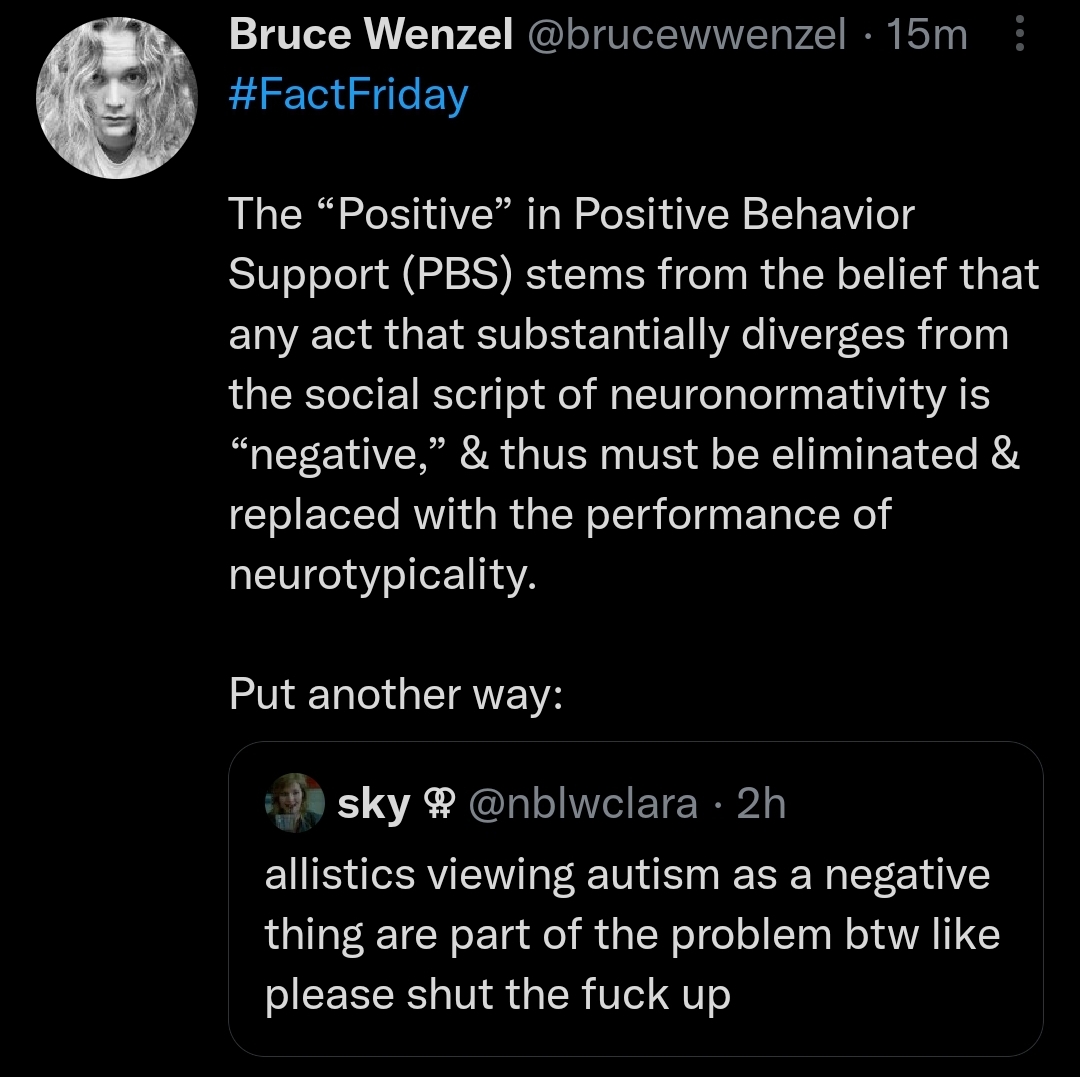 Bruce Wenzel @brucewwenzel · 15m
#FactFriday
The “Positive” in Positive Behavior
Support (PBS) stems from the belief that
any act that substantially diverges from
the social script of neuronormativity is
“negative,” & thus must be eliminated &
replaced with the performance of
neurotypicality.
Put another way:
sky ⚢ @nblwclara · 2h
allistics viewing autism as a negative
thing are part of the problem btw like
please shut the fuck up